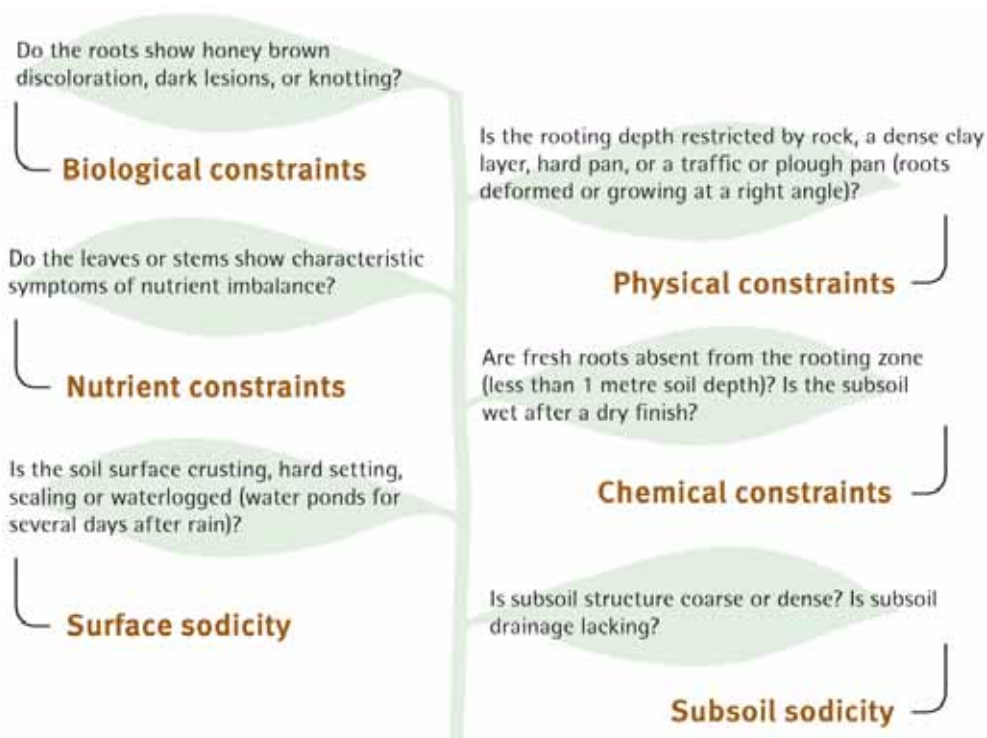 Do the roots show honey brown
discoloration, dark lesions, or knotting?
Biological constraints
Is the rooting depth restricted by rock, a dense clay
layer, hard pan, or a traffic or plough pan (roots
deformed or growing at a right angle)?
Physical constraints
Do the leaves or stems show characteristic
symptoms of nutrient imbalance?
Nutrient constraints
Are fresh roots absent from the rooting zone
(less than 1 metre soil depth)? Is the subsoil
wet after a dry finish?
Chemical constraints
Is the soil surface crusting, hard setting,
sealing or waterlogged (water ponds for
several days after rain)?
Surface sodicity
Is subsoil structure coarse or dense? Is subsoil
drainage lacking?
Subsoil sodicity